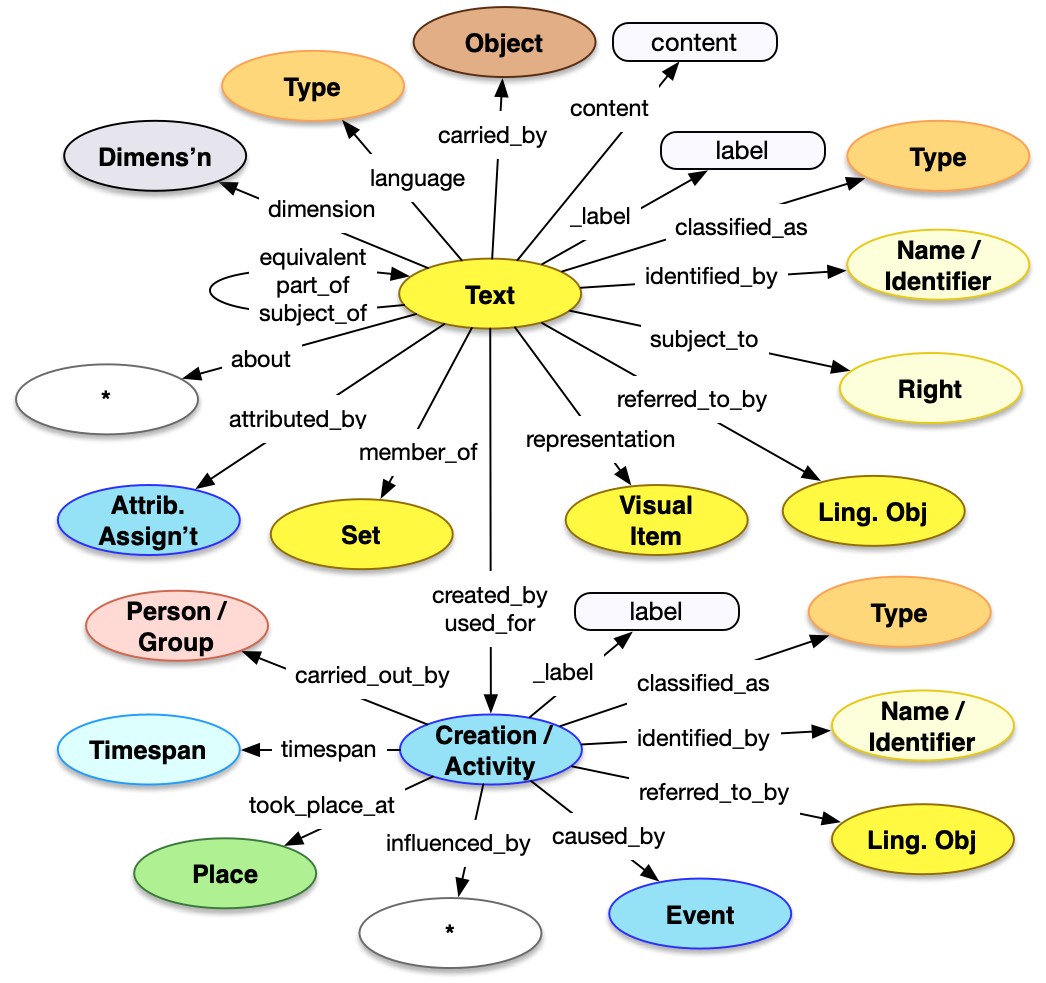 Object
content
Type
content
carried_by
label
Dimens’n
Type
language
dimension
_label
classified_as
equivalent
part_of
subject_of
Text
identified_by
Name /
Identifier
about
subject_to
*
Right
attributed_by
referred_to_by
member_of
representation
Attrib.
Assign’t
Set
Visual
Item
Ling. Obj
created_by
used_for
Person /
Group
label
Type
carried_out_by
_label
classified_as
Timespan
timespan
Creation /
Activity
identified_by
Name /
Identifier
took_place_at
referred_to_by
influenced_by
caused_by
Ling. Obj
Place
*
Event